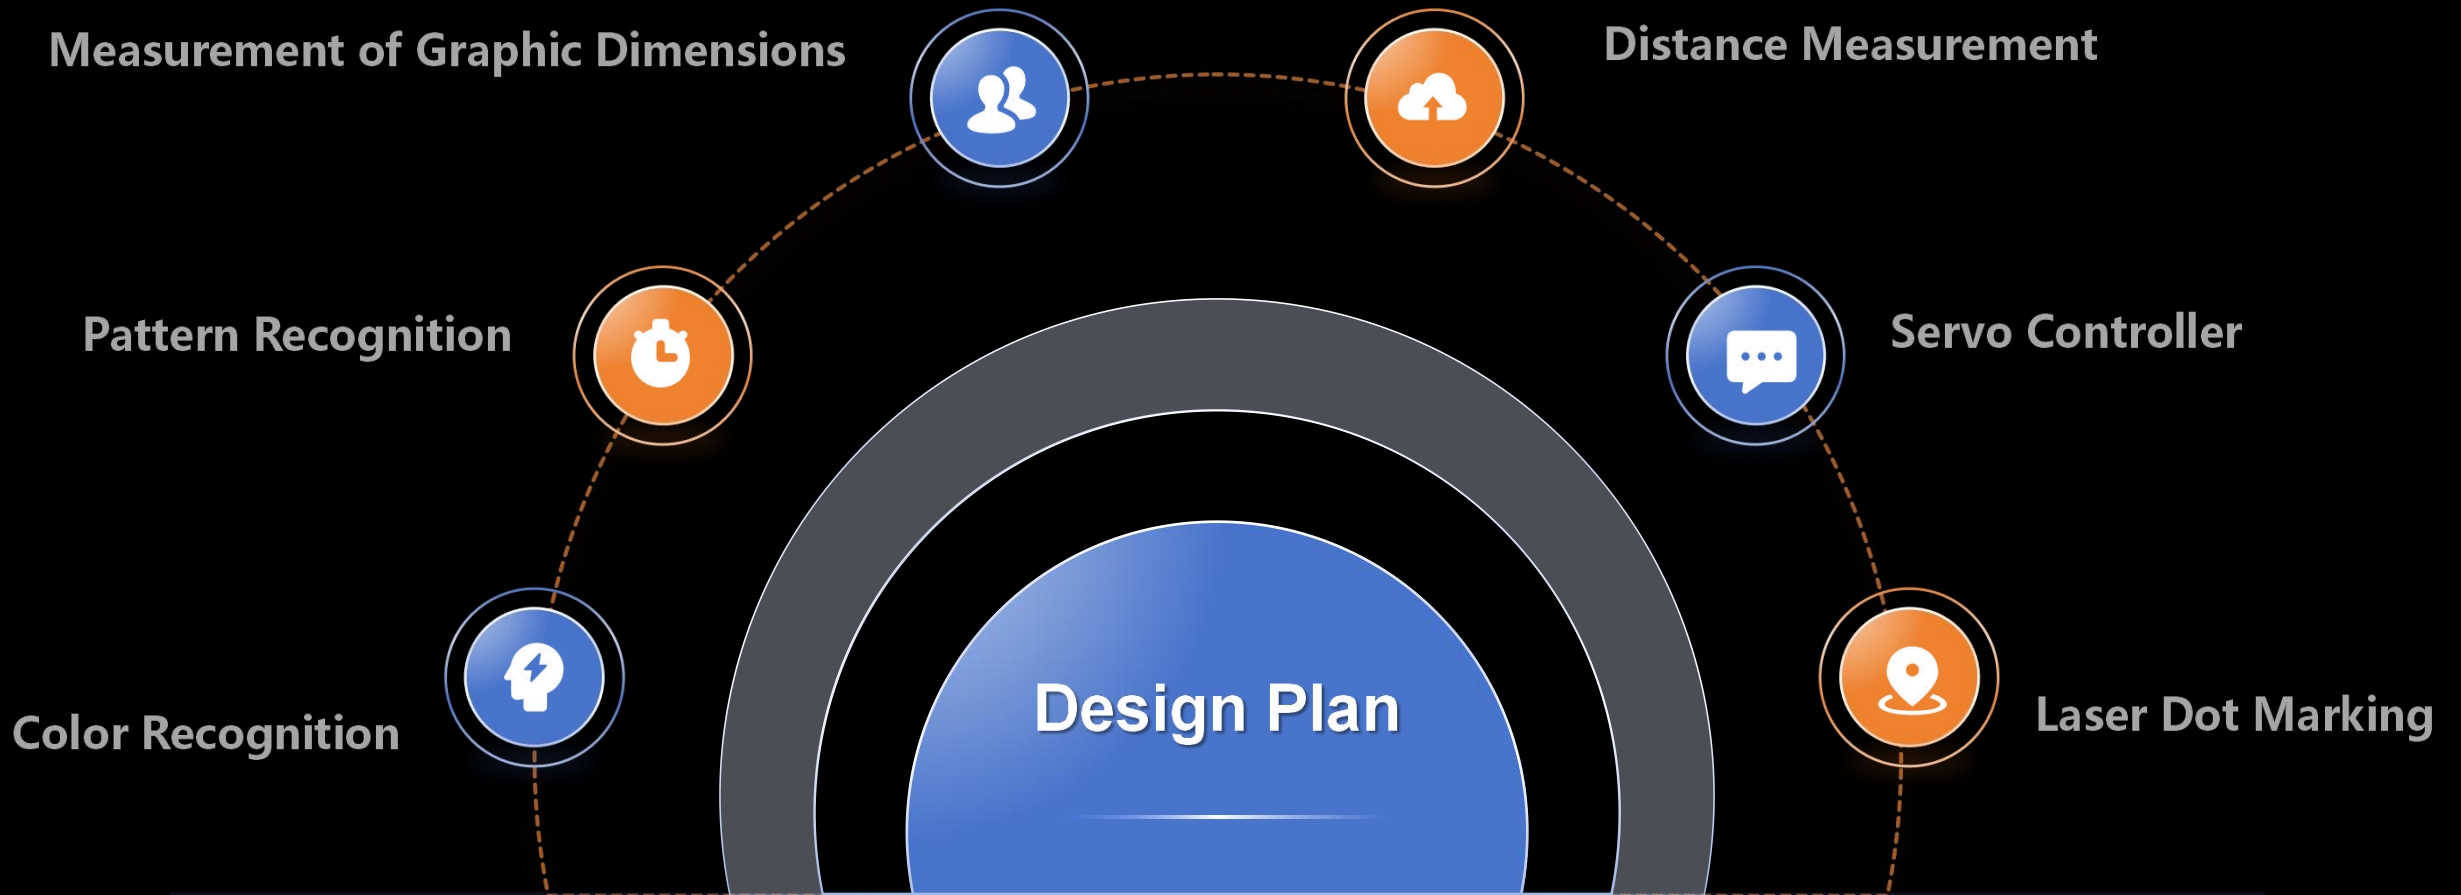 Measurement of Graphic Dimensions
Distance Measurement
Pattern Recognition
Servo Controller
Color Recognition
Design Plan
Laser Dot Marking